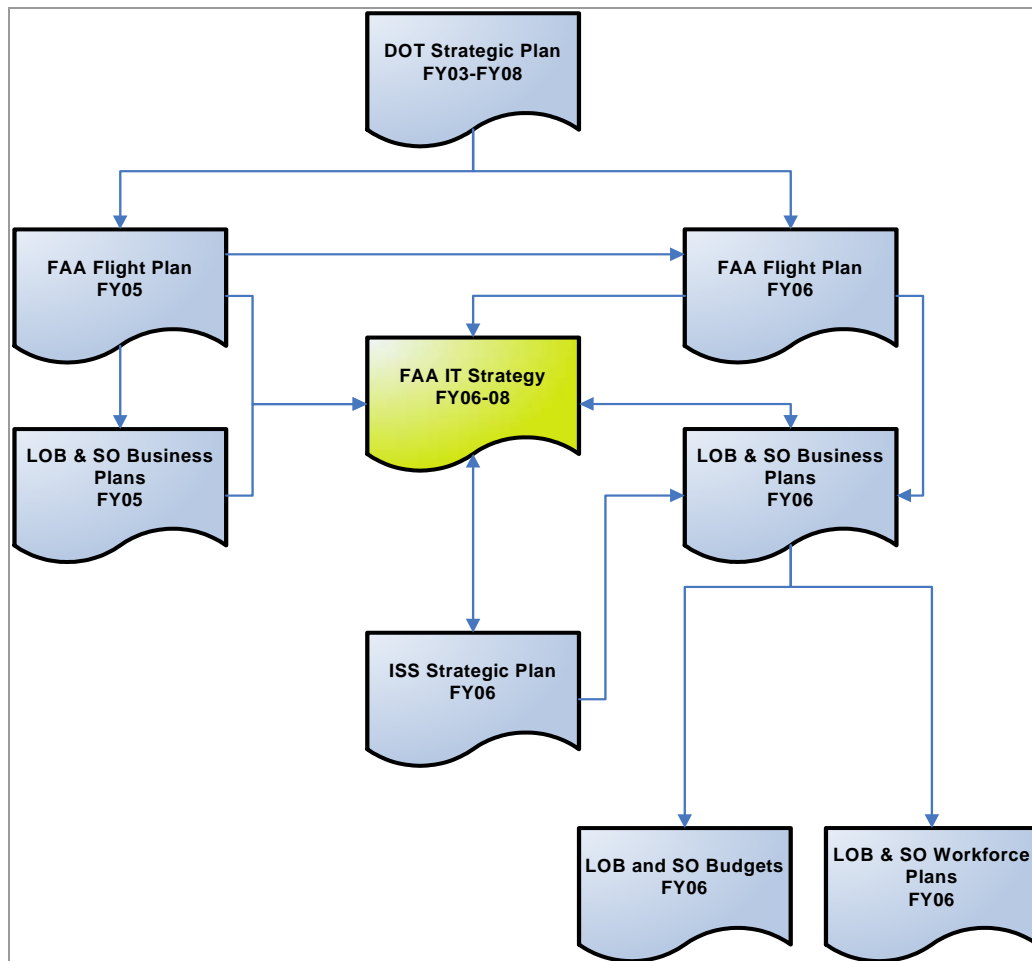 DOT Strategic Plan
FY03-FY08
FAA Flight Plan
FY05
FAA Flight Plan
FY06
FAA IT Strategy
FY06-08
LOB & SO Business
Plans
FY05
LOB & SO Business
Plans
FY06
ISS Strategic Plan
FY06
LOB and SO Budgets
FY06
LOB & SO Workforce
Plans
FY06